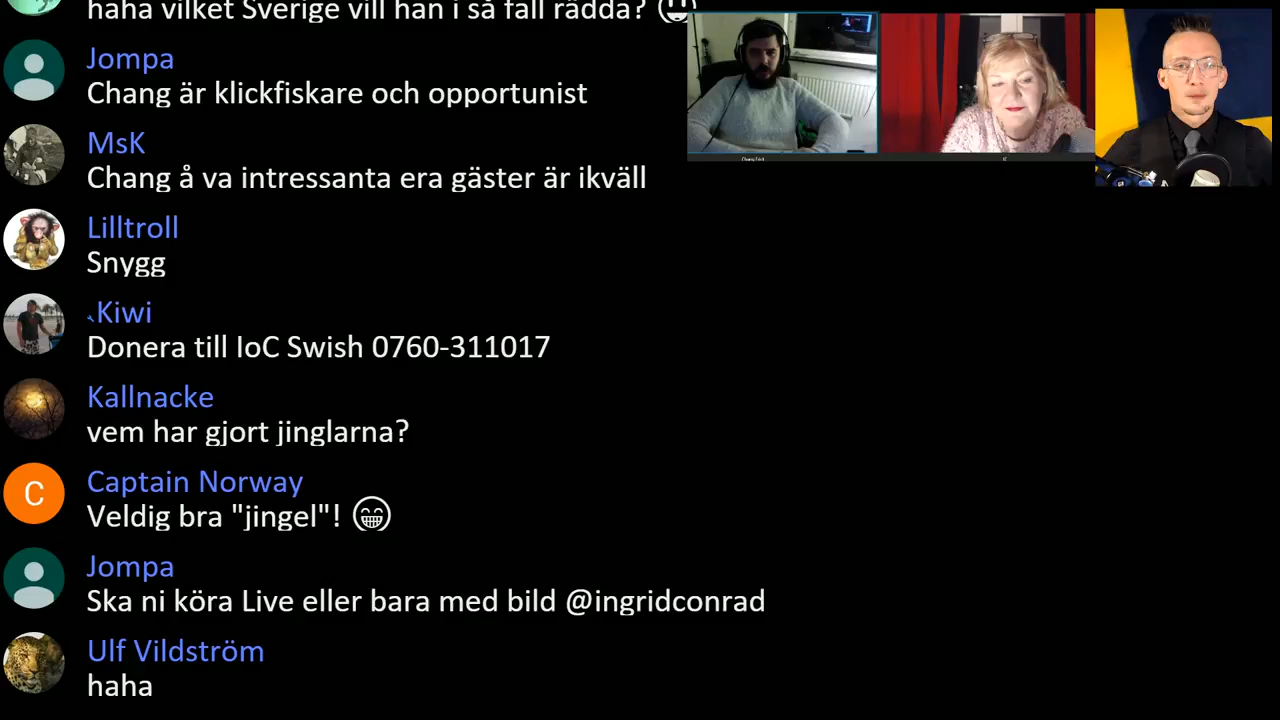 haha vilket Sverige vill han i så fall rädda?
Jompa
Chang är klickfiskare och opportunist
MsK
Chang å va intressanta era gäster är ikväll
Lilltroll
Snygg
Kiwi
Donera till IoC Swish 0760-311017
Kallnacke
vem har gjort jinglarna?
C
Captain Norway
Veldig bra "jingel"! 😁
Jompa
Ska ni köra Live eller bara med bild @ingridconrad
Ulf Vildström
haha